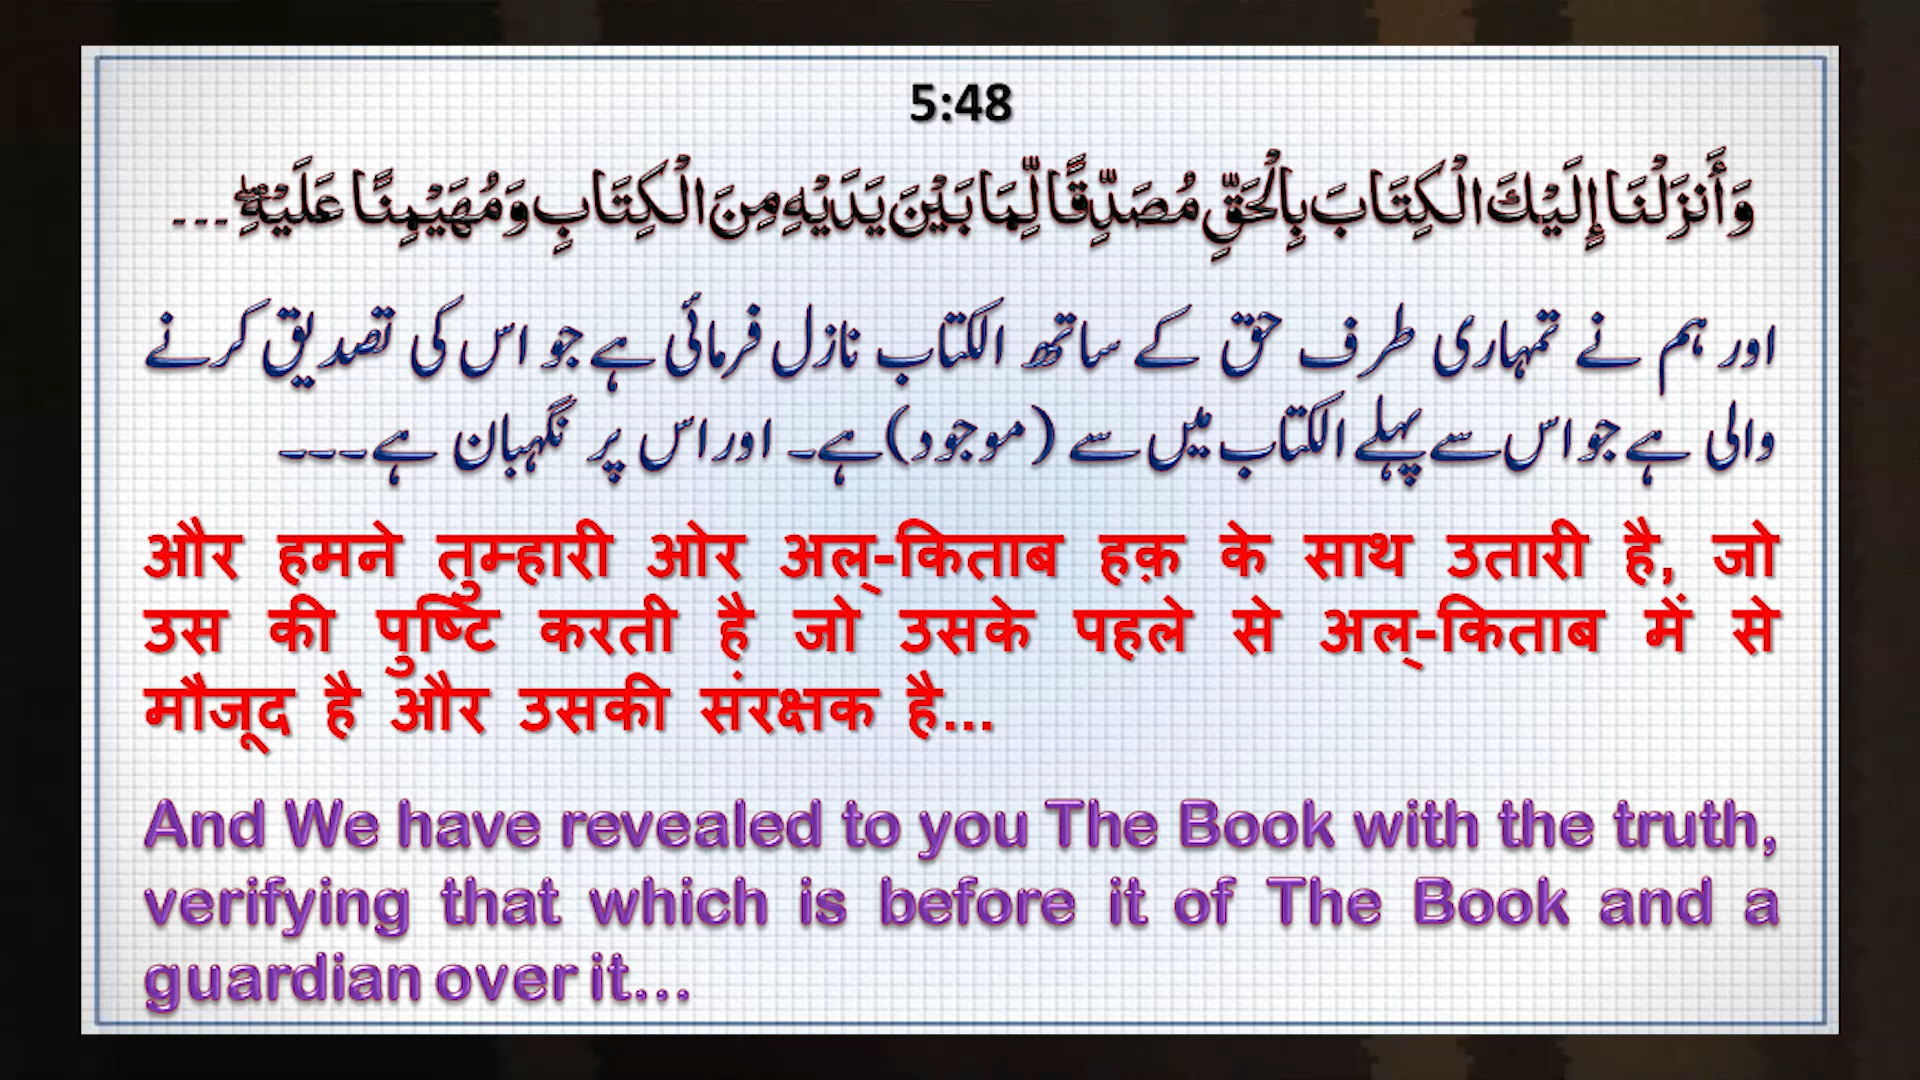 5:48
وَأَنزَلْنَا إِلَيْكَ الْكِتَابَ بِالْحَقِّ مُصَدِّقًا لِّمَا بَيْنَ يَدَيْهِ مِنَ الْكِتَابِ وَمُهَيْمِنًا عَلَيْهِ ۖ ---
اور ہم نے تمہاری طرف حق کے ساتھ الکتاب نازل فرمائی ہے جو اس کی تصدیق کرنے
والی ہے جو اس سے پہلے الکتاب میں سے (موجود) ہے۔ اور اس پر نگہبان ہے۔---
और हमने तुम्हारी ओर अल्-किताब हक़ के साथ उतारी है, जो
उस की पुष्टि करती है जो उसके पहले से अल्-किताब में से
मौजूद है और उसकी संरक्षक है...
And We have revealed to you The Book with the truth,
verifying that which is before it of The Book and a
guardian over it...